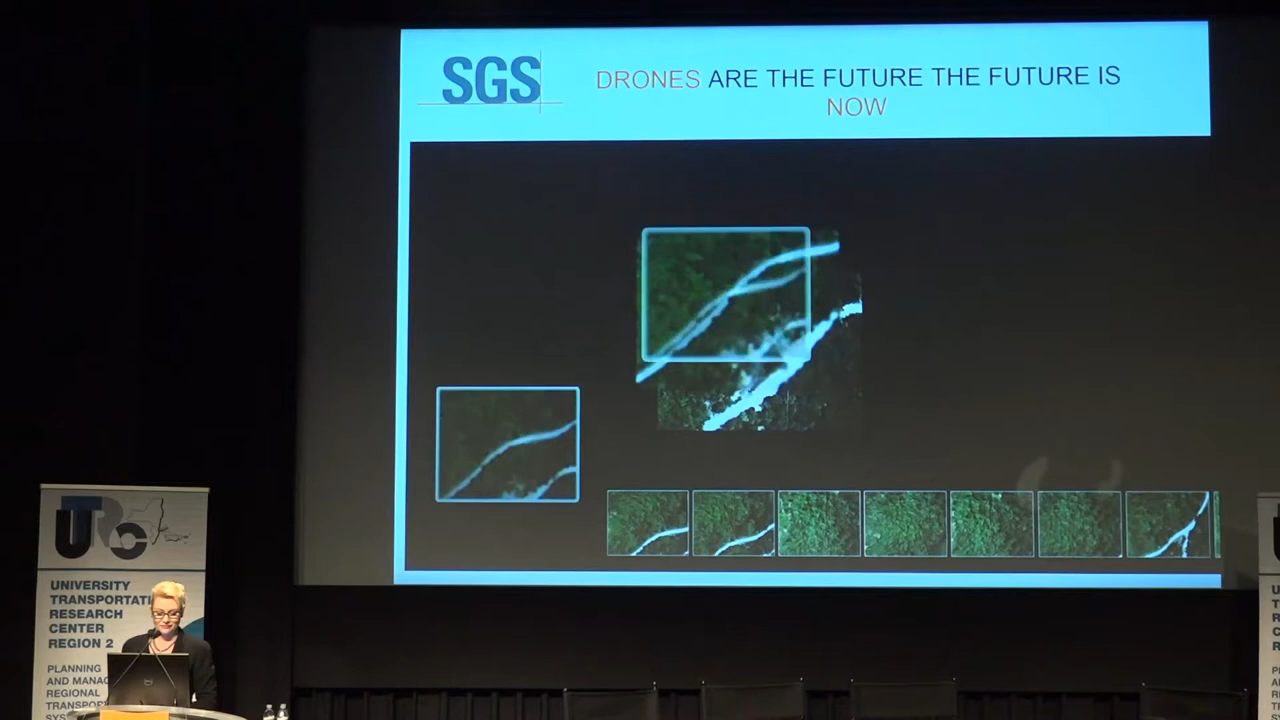 SGS
DRONES ARE THE FUTURE THE FUTURE IS
NOW
UTRC
UNIVERSITY
TRANSPORTATI
RESEARCH
CENTER
REGION 2
PLANNING
AND MANAG
REGIONAL
TRANSPOR
SYS